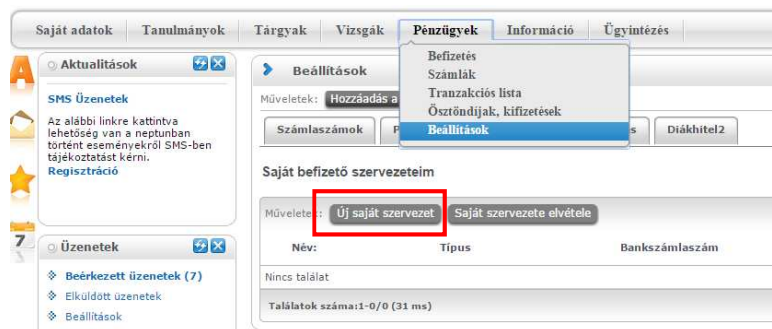 Saját adatok Tanulmányok Tárgyak Vizsgák Pénzügyek Információ Ügyintézés
Aktualitások
SMS Üzenetek
Az alábbi linkre kattintva
lehetőség van a neptunban
történt eseményekről SMS-ben
tájékoztatást kérni.
Regisztráció
7
Üzenetek
Beérkezett üzenetek (7)
Elküldött üzenetek
Beállítások
Befizetés
Számlák
Tranzakciós lista
Ösztöndíjak, kifizetések
Beállítások
Beállítások
Műveletek: Hozzáadás a
Számlaszámok P s Diákhitel2
Saját befizető szervezeteim
Műveletek: Új saját szervezet Saját szervezete elvétele
Név: Típus Bankszámlaszám
Nincs találat
Találatok száma:1-0/0 (31 ms)